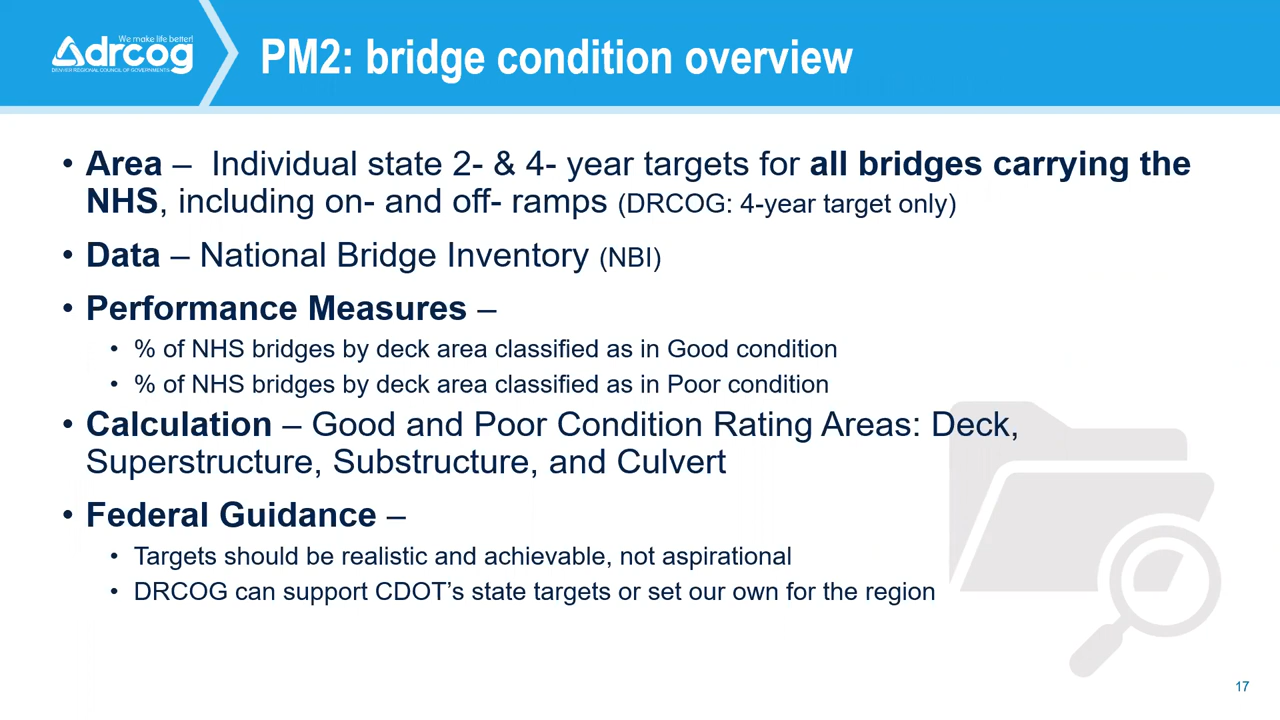 We make life better!
drcog
DENVER REGIONAL COUNCIL OF GOVERNMENTS
PM2: bridge condition overview
• Area – Individual state 2- & 4- year targets for all bridges carrying the
NHS, including on- and off- ramps (DRCOG: 4-year target only)
• Data – National Bridge Inventory (NBI)
• Performance Measures –
• % of NHS bridges by deck area classified as in Good condition
• % of NHS bridges by deck area classified as in Poor condition
• Calculation – Good and Poor Condition Rating Areas: Deck,
Superstructure, Substructure, and Culvert
• Federal Guidance –
• Targets should be realistic and achievable, not aspirational
• DRCOG can support CDOT’s state targets or set our own for the region
17